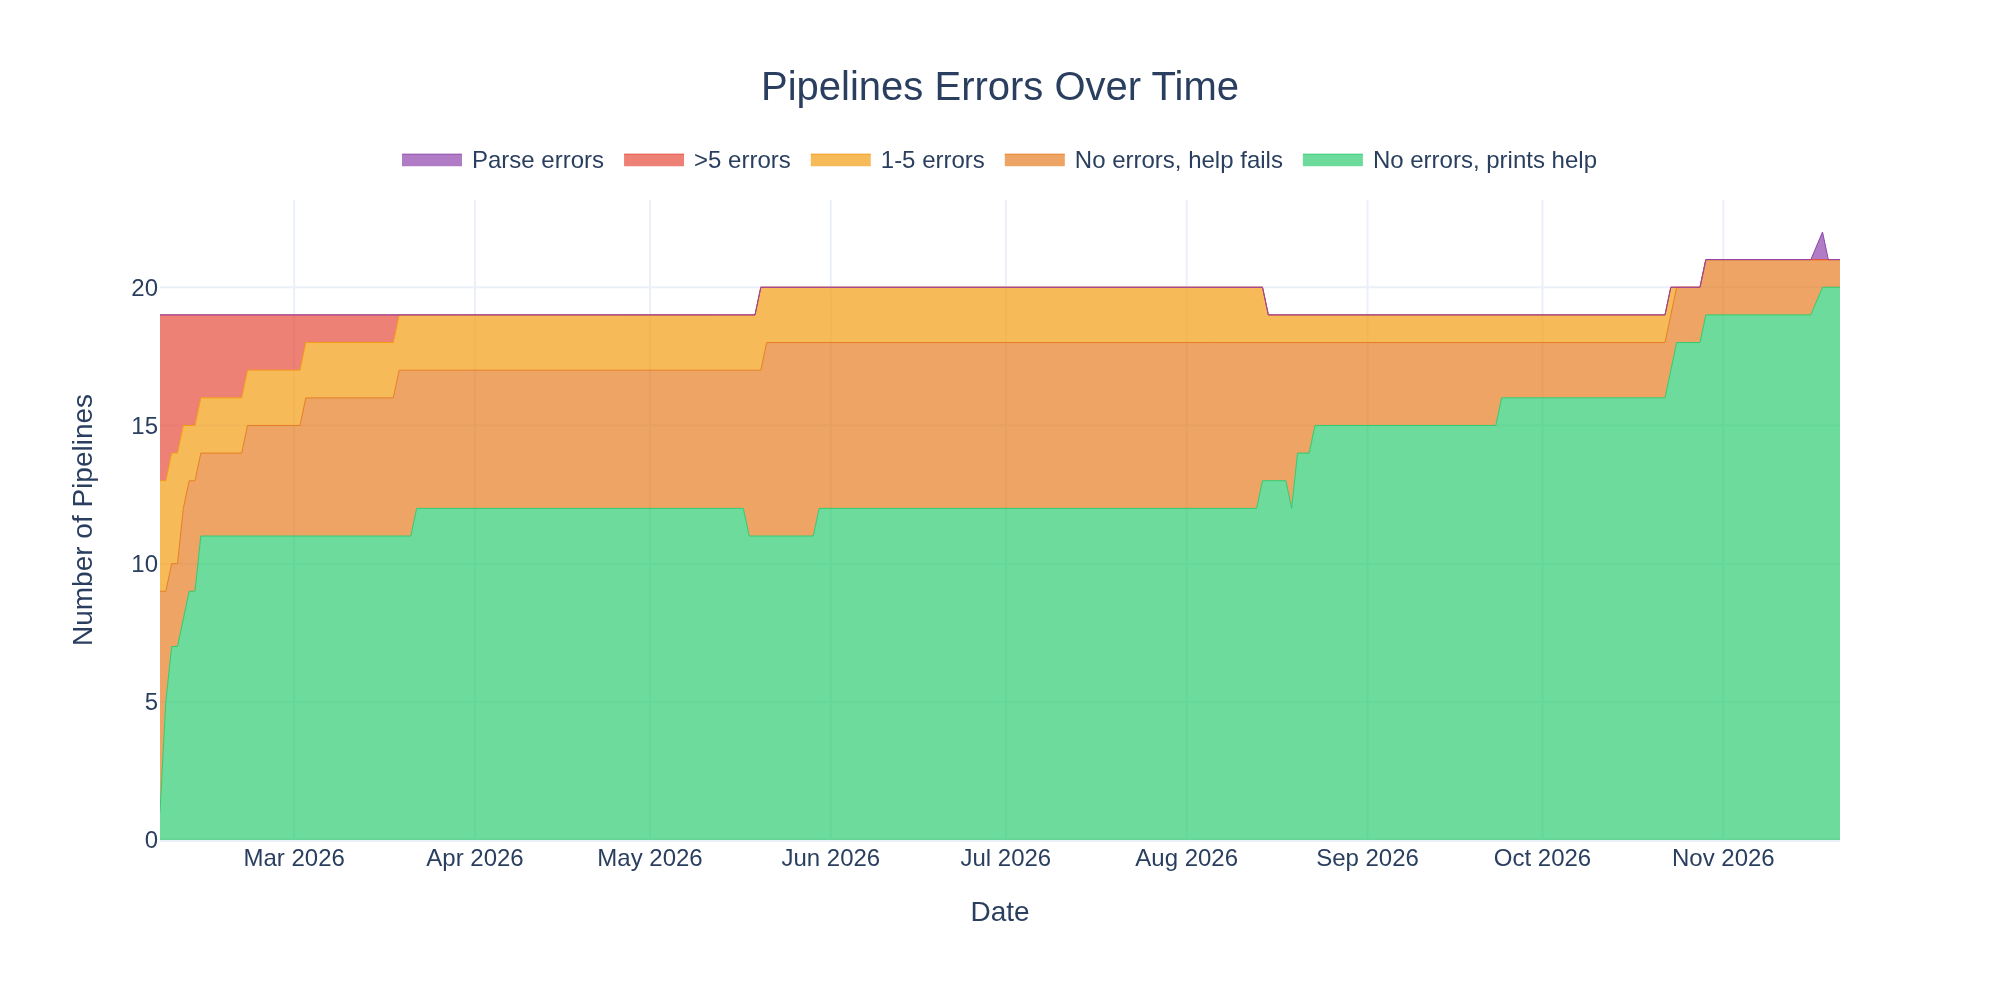 Pipelines Errors Over Time
Parse errors >5 errors 1-5 errors No errors, help fails No errors, prints help
Number of Pipelines
20
15
10
5
0
Mar 2026 Apr 2026 May 2026 Jun 2026 Jul 2026 Aug 2026 Sep 2026 Oct 2026 Nov 2026
Date